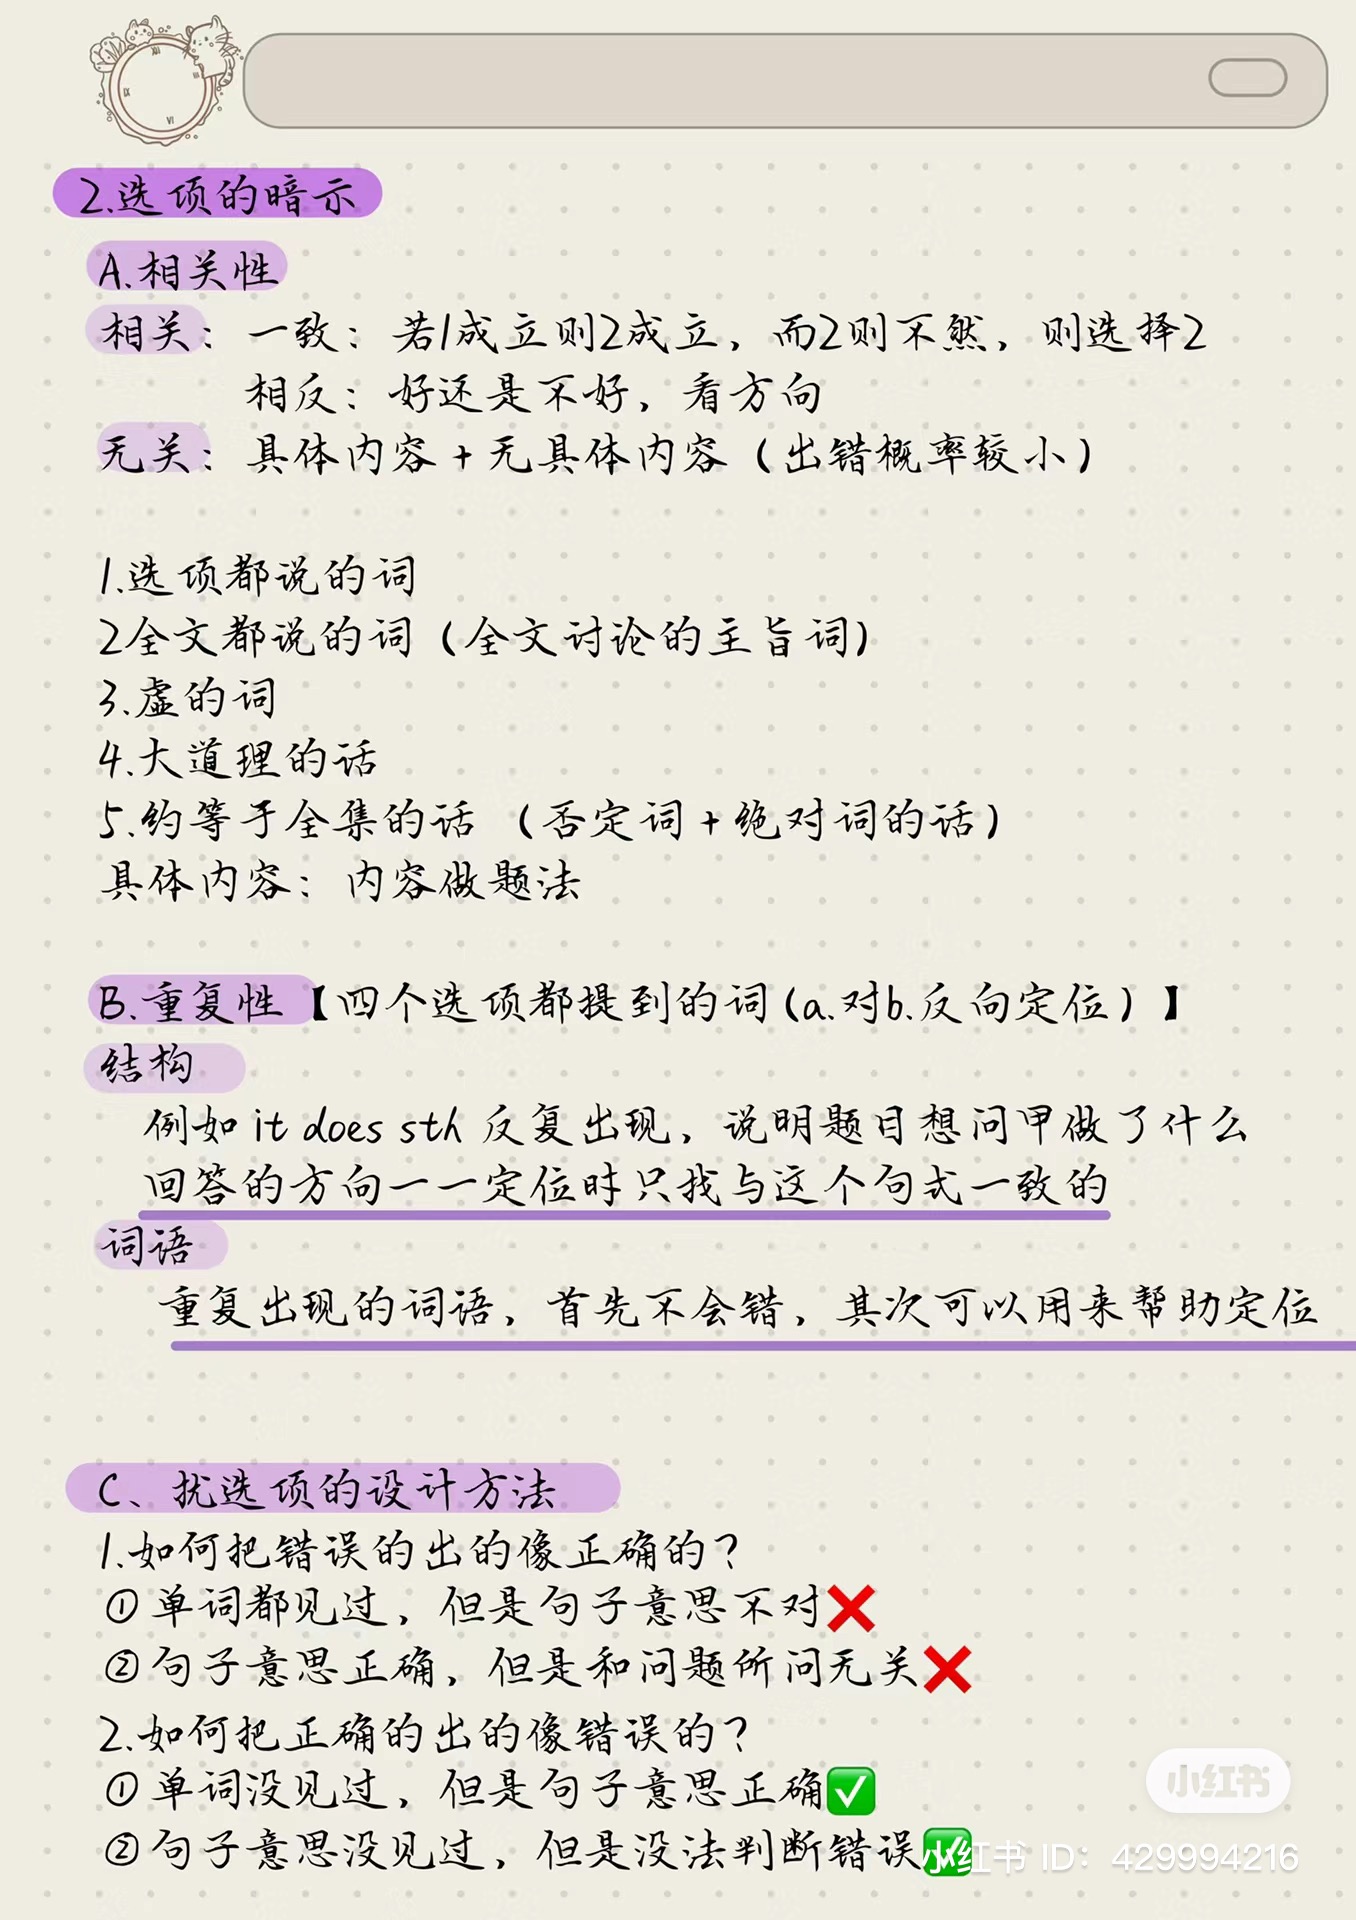 2.选项的暗示
A.相关性
相关：一致：若1成立则2成立，而2则不然，则选择2
相反：好还是不好，看方向
无关：具体内容+无具体内容（出错概率较小）
1.选项都说的词
2全文都说的词（全文讨论的主旨词)
3.虚的词
4.大道理的话
5.约等于全集的话（否定词+绝对词的话）
具体内容：内容做题法
B.重复性【四个选项都提到的词(a.对b.反向定位）】
结构
例如it does sth反复出现，说明题目想问甲做了什么
回答的方向一一定位时只找与这个句式一致的
词语
重复出现的词语，首先不会错，其次可以用来帮助定位
C、扰选项的设计方法
1.如何把错误的出的像正确的？
①单词都见过，但是句子意思不对❌
②句子意思正确，但是和问题所问无关❌
2.如何把正确的出的像错误的？
①单词没见过，但是句子意思正确✅
②句子意思没见过，但是没法判断错误✅
小红书
小红书 ID：429994216